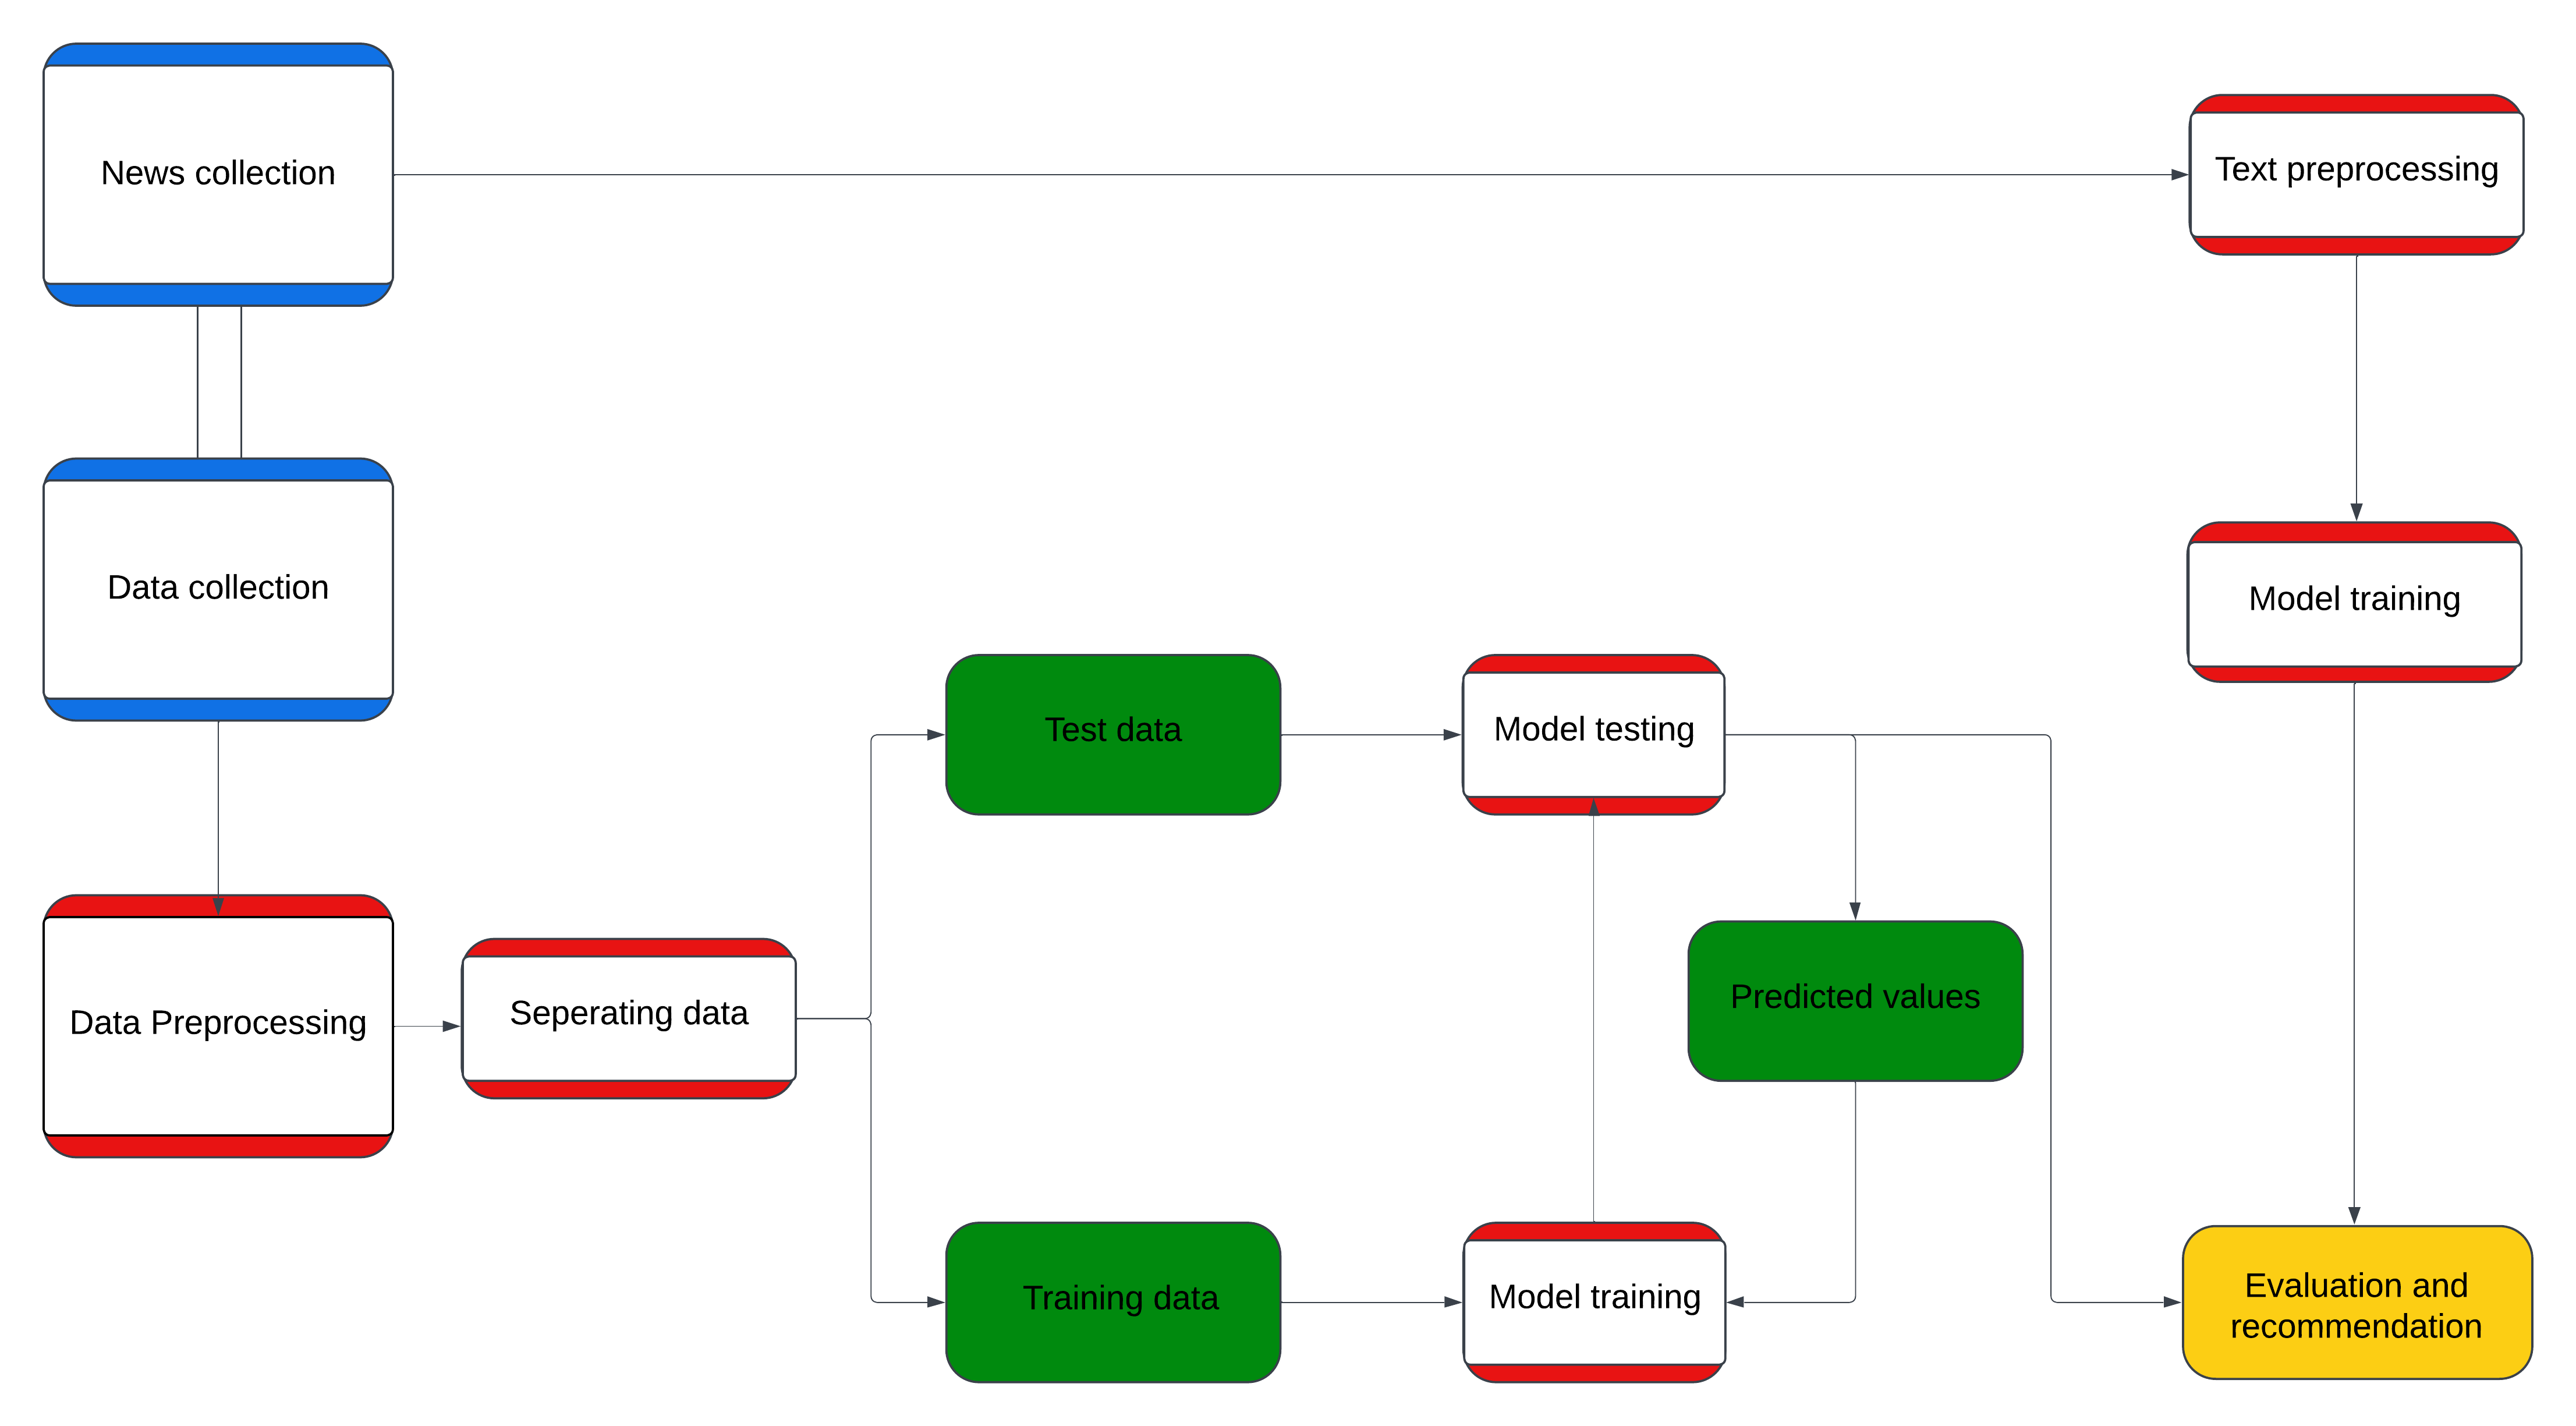 News collection
Text preprocessing
Data collection
Model training
Test data
Model testing
Predicted values
Data Preprocessing
Seperating data
Training data
Model training
Evaluation and
recommendation